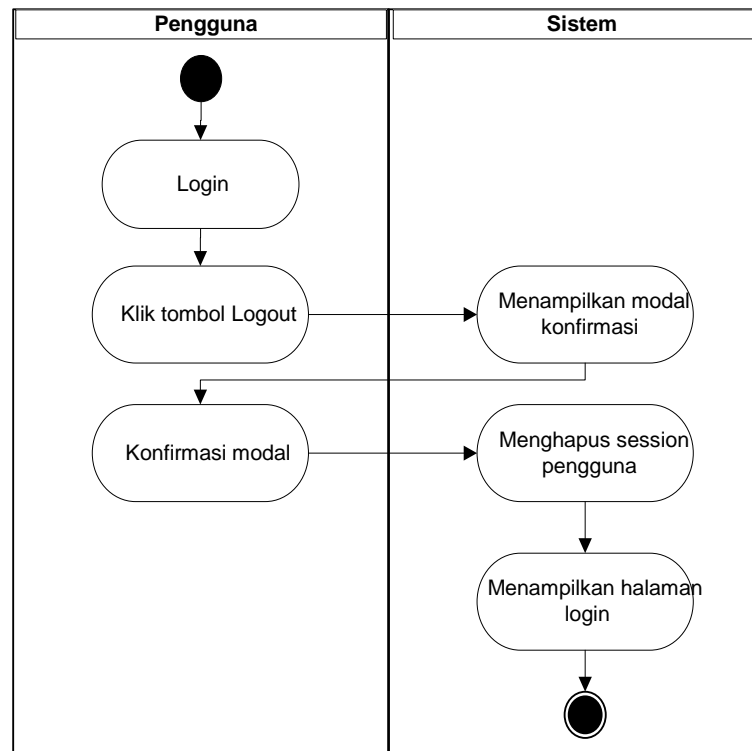 Pengguna
Sistem
Login
Klik tombol Logout
Menampilkan modal
konfirmasi
Konfirmasi modal
Menghapus session
pengguna
Menampilkan halaman
login